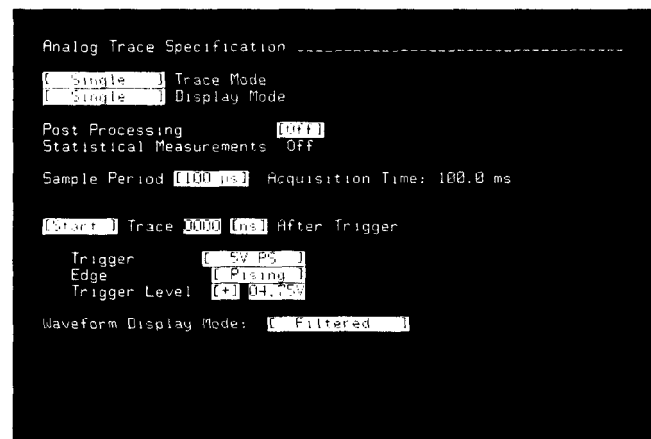 Analog Trace Specification
[ Single ] Trace Mode
[ Single ] Display Mode
Post Processing [Off]
Statistical Measurements Off
Sample Period [100 µs] Acquisition Time: 100.0 ms
[Start ] Trace 0000 [ns] After Trigger
Trigger [ 5V PS ]
Edge [ Rising ]
Trigger Level [+] 04.75V
Waveform Display Mode: [ Filtered ]